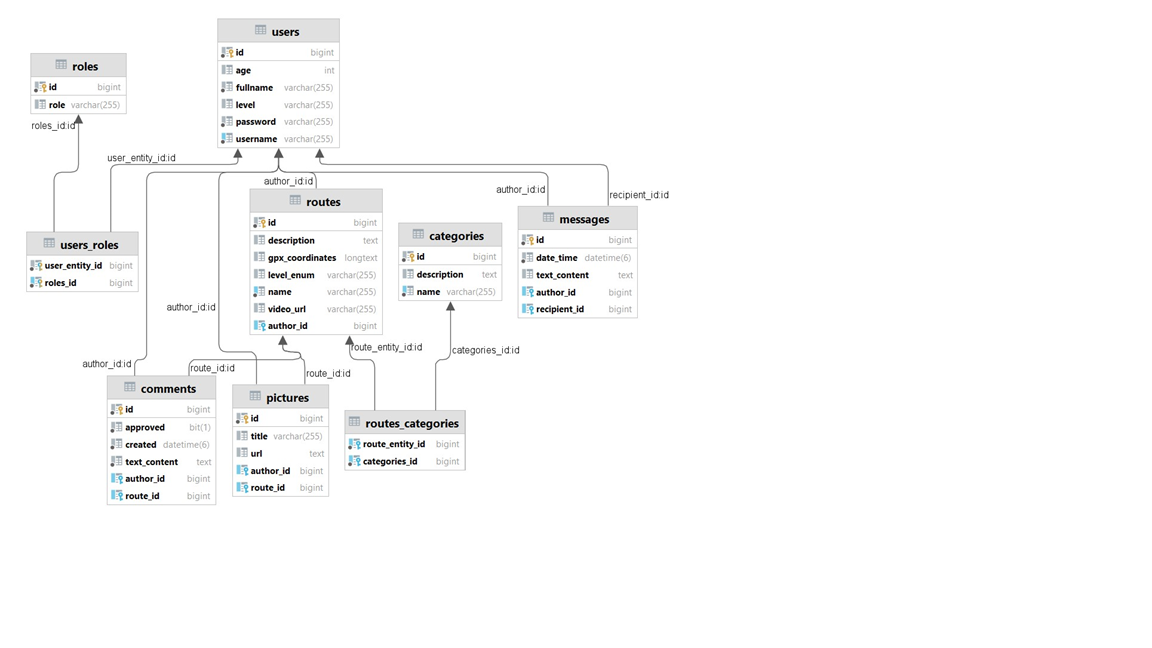 users
id bigint
age int
fullname varchar(255)
level varchar(255)
password varchar(255)
username varchar(255)
roles
id bigint
role varchar(255)
roles_id:id
user_entity_id:id
author_id:id
author_id:id
recipient_id:id
routes
id bigint
description text
gpx_coordinates longtext
level_enum varchar(255)
name varchar(255)
video_url varchar(255)
author_id bigint
categories
id bigint
description text
name varchar(255)
messages
id bigint
date_time datetime(6)
text_content text
author_id bigint
recipient_id bigint
users_roles
user_entity_id bigint
roles_id bigint
author_id:id
route_entity_id:id
categories_id:id
author_id:id
route_id:id
route_id:id
comments
id bigint
approved bit(1)
created datetime(6)
text_content text
author_id bigint
route_id bigint
pictures
id bigint
title varchar(255)
url text
author_id bigint
route_id bigint
routes_categories
route_entity_id bigint
categories_id bigint